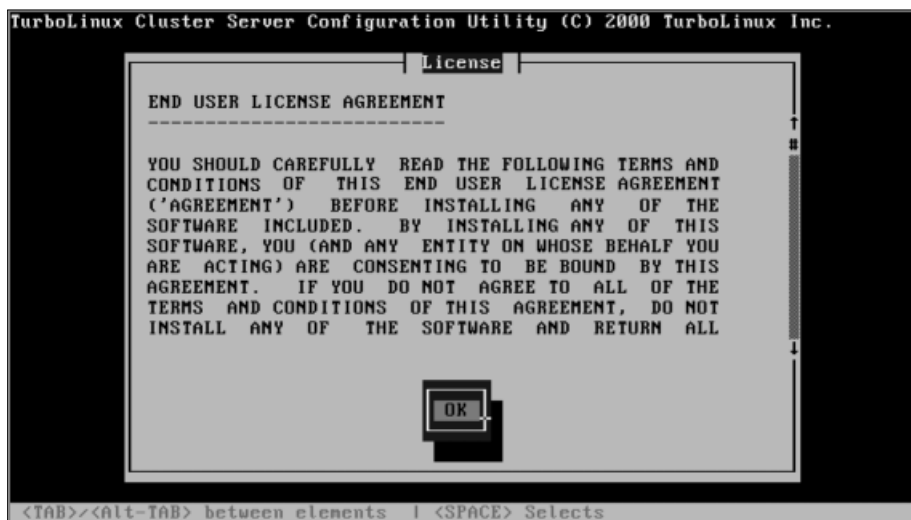 TurboLinux Cluster Server Configuration Utility (C) 2000 TurboLinux Inc.
License
END USER LICENSE AGREEMENT
--------------------------
YOU SHOULD CAREFULLY READ THE FOLLOWING TERMS AND
CONDITIONS OF THIS END USER LICENSE AGREEMENT
('AGREEMENT') BEFORE INSTALLING ANY OF THE
SOFTWARE INCLUDED. BY INSTALLING ANY OF THIS
SOFTWARE, YOU (AND ANY ENTITY ON WHOSE BEHALF YOU
ARE ACTING) ARE CONSENTING TO BE BOUND BY THIS
AGREEMENT. IF YOU DO NOT AGREE TO ALL OF THE
TERMS AND CONDITIONS OF THIS AGREEMENT, DO NOT
INSTALL ANY OF THE SOFTWARE AND RETURN ALL
↑
#
↓
OK
<TAB>/<Alt-TAB> between elements | <SPACE> Selects